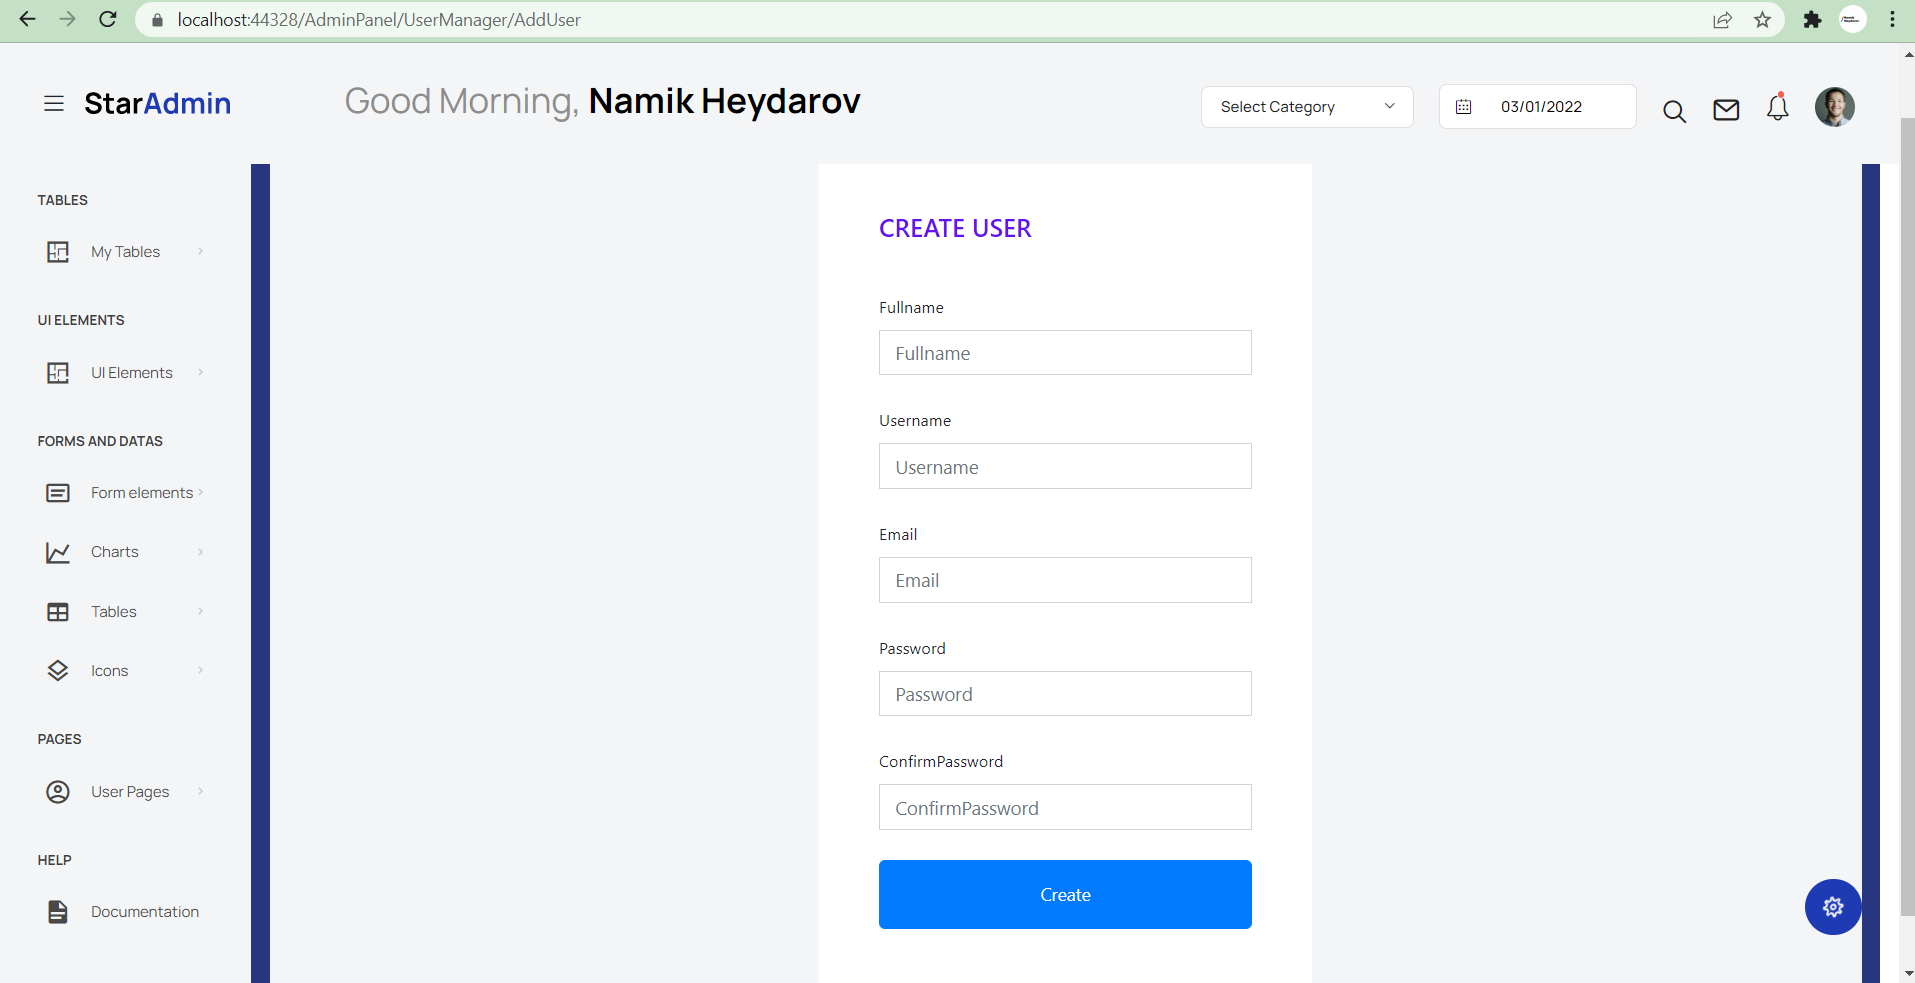 localhost:44328/AdminPanel/UserManager/AddUser
StarAdmin
Good Morning, Namik Heydarov
Select Category
03/01/2022
TABLES
My Tables
UI ELEMENTS
UI Elements
FORMS AND DATAS
Form elements
Charts
Tables
Icons
PAGES
User Pages
HELP
Documentation
CREATE USER
Fullname
Fullname
Username
Username
Email
Email
Password
Password
ConfirmPassword
ConfirmPassword
Create